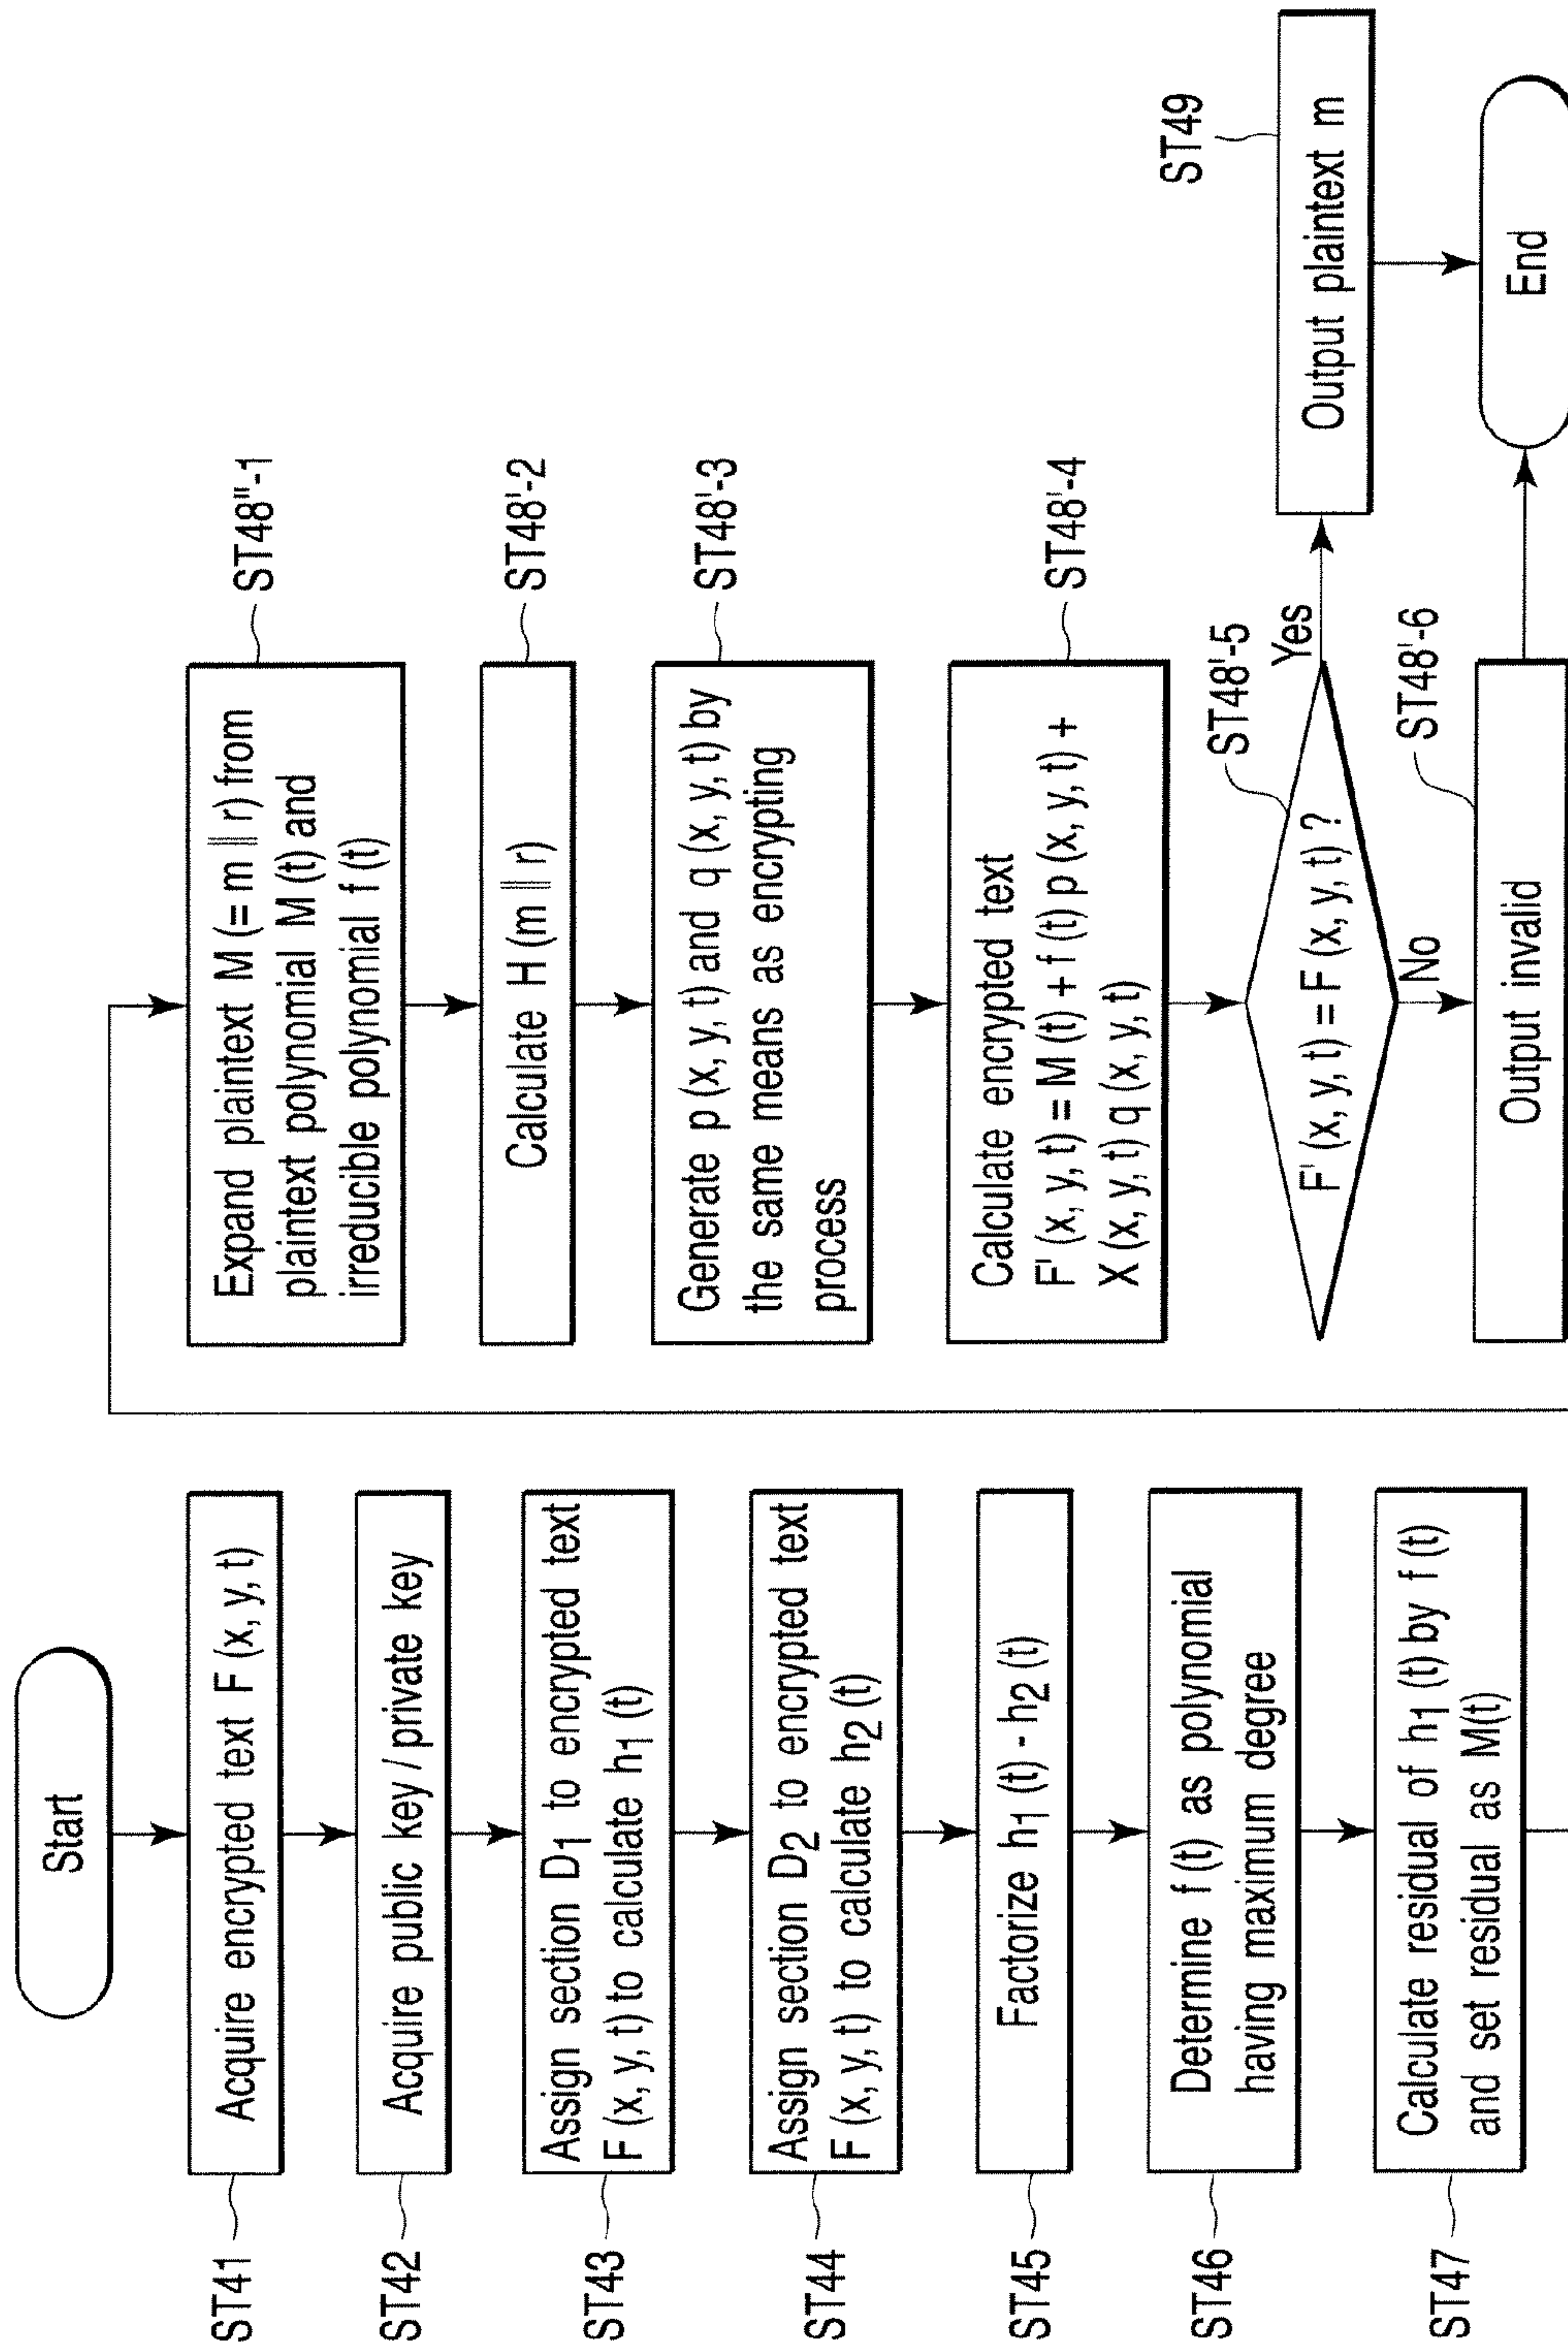 Start
ST41
Acquire encrypted text F (x, y, t)
ST42
Acquire public key / private key
ST43
Assign section D1 to encrypted text
F (x, y, t) to calculate h1 (t)
ST44
Assign section D2 to encrypted text
F (x, y, t) to calculate h2 (t)
ST45
Factorize h1 (t) - h2 (t)
ST46
Determine f (t) as polynomial
having maximum degree
ST47
Calculate residual of h1 (t) by f (t)
and set residual as M(t)
Expand plaintext M (= m || r) from
plaintext polynomial M (t) and
irreducible polynomial f (t)
ST48"-1
Calculate H (m || r)
ST48'-2
Generate p (x, y, t) and q (x, y, t) by
the same means as encrypting
process
ST48'-3
Calculate encrypted text
F' (x, y, t) = M (t) + f (t) p (x, y, t) +
X (x, y, t) q (x, y, t)
ST48'-4
F' (x, y, t) = F (x, y, t) ?
ST48'-5
Yes
No
Output invalid
ST48'-6
Output plaintext m
ST49
End